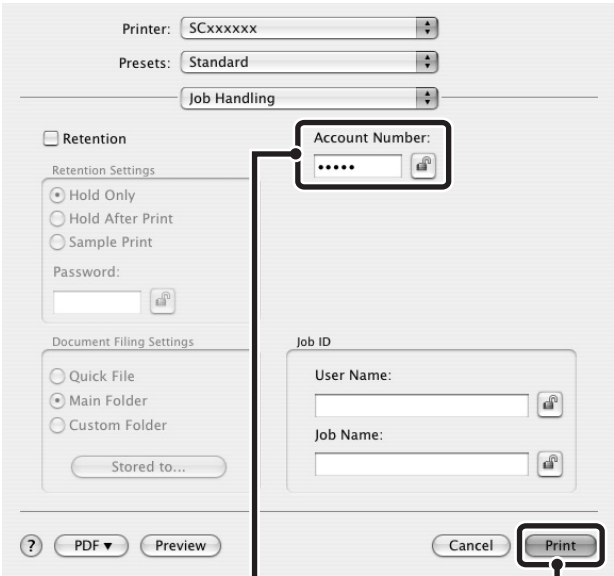 Printer: SCxxxxxx
Presets: Standard
Job Handling
Retention
Account Number:
•••••
Retention Settings
Hold Only
Hold After Print
Sample Print
Password:
Document Filing Settings
Quick File
Main Folder
Custom Folder
Stored to...
Job ID
User Name:
Job Name:
? PDF▼ Preview Cancel Print